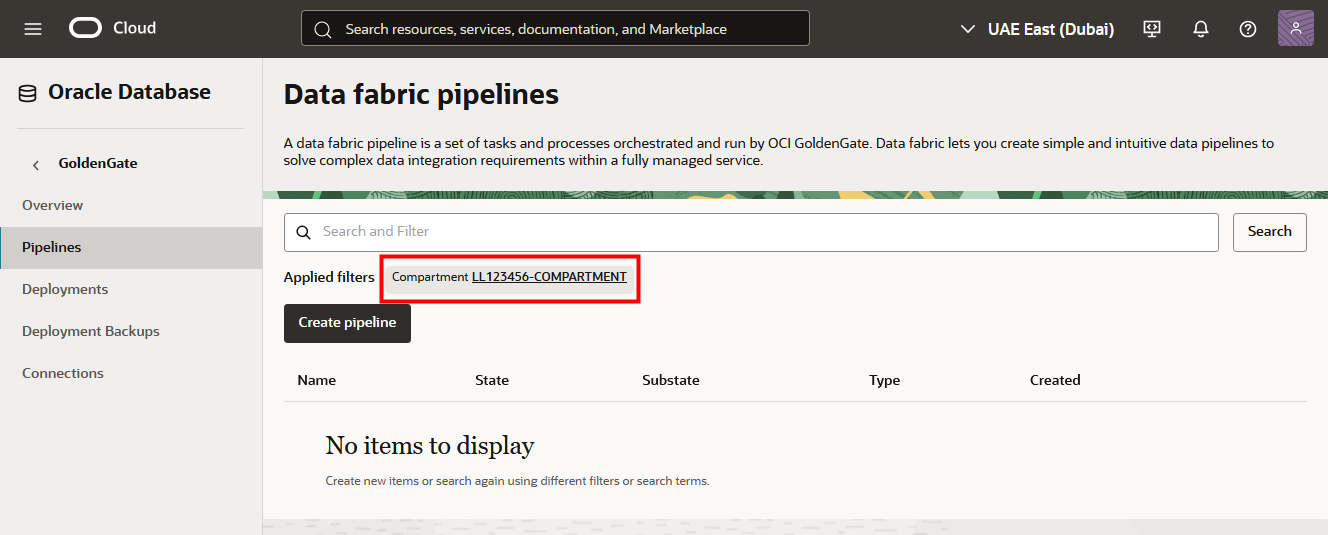 Cloud
Search resources, services, documentation, and Marketplace
UAE East (Dubai)
Oracle Database
GoldenGate
Overview
Pipelines
Deployments
Deployment Backups
Connections
Data fabric pipelines
A data fabric pipeline is a set of tasks and processes orchestrated and run by OCI GoldenGate. Data fabric lets you create simple and intuitive data pipelines to
solve complex data integration requirements within a fully managed service.
Search and Filter
Search
Applied filters Compartment LL123456-COMPARTMENT
Create pipeline
Name State Substate Type Created
No items to display
Create new items or search again using different filters or search terms.